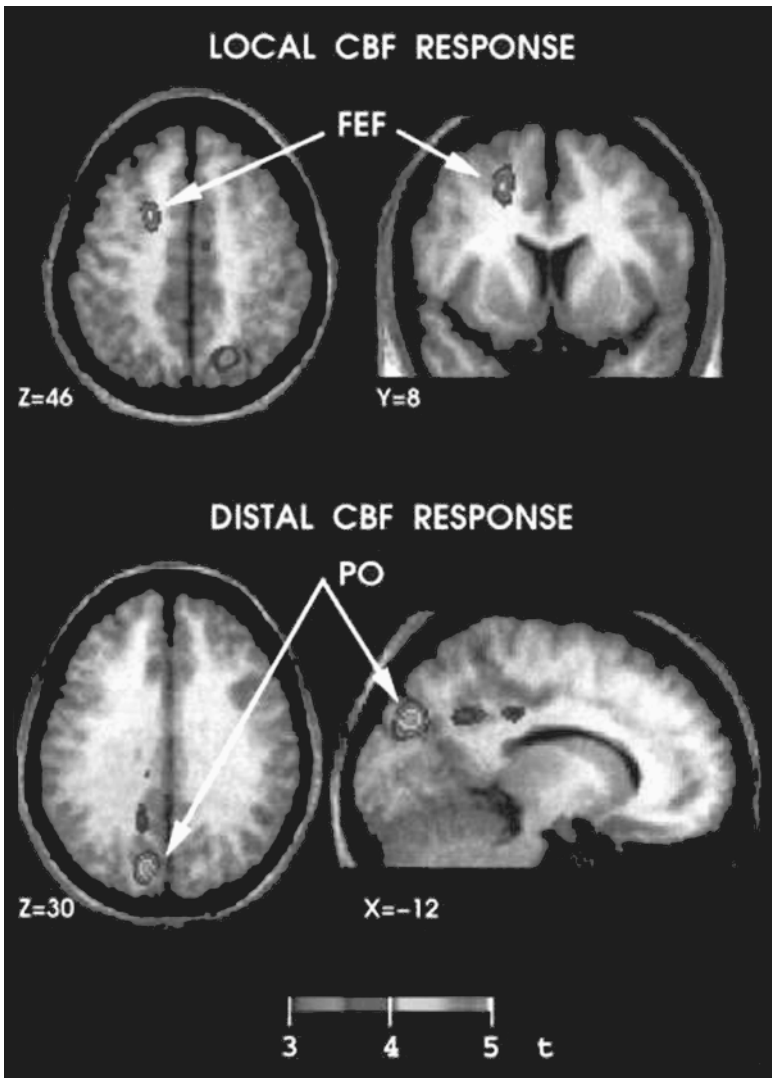 LOCAL CBF RESPONSE
FEF
Z=46
Y=8
DISTAL CBF RESPONSE
PO
Z=30
X=-12
3 4 5 t